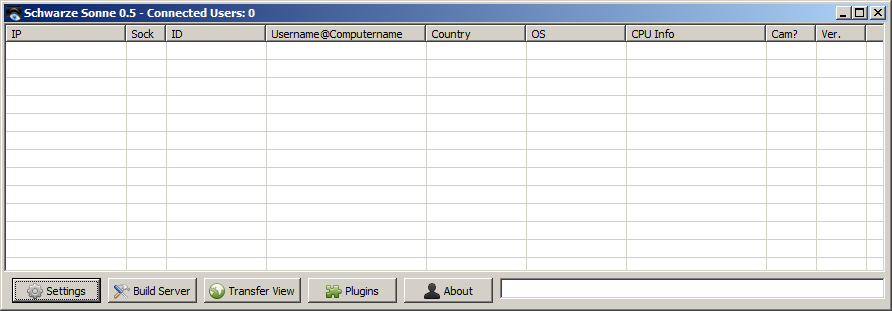 Schwarze Sonne 0.5 - Connected Users: 0
IP Sock ID Username@Computername Country OS CPU Info Cam? Ver.
Settings Build Server Transfer View Plugins About